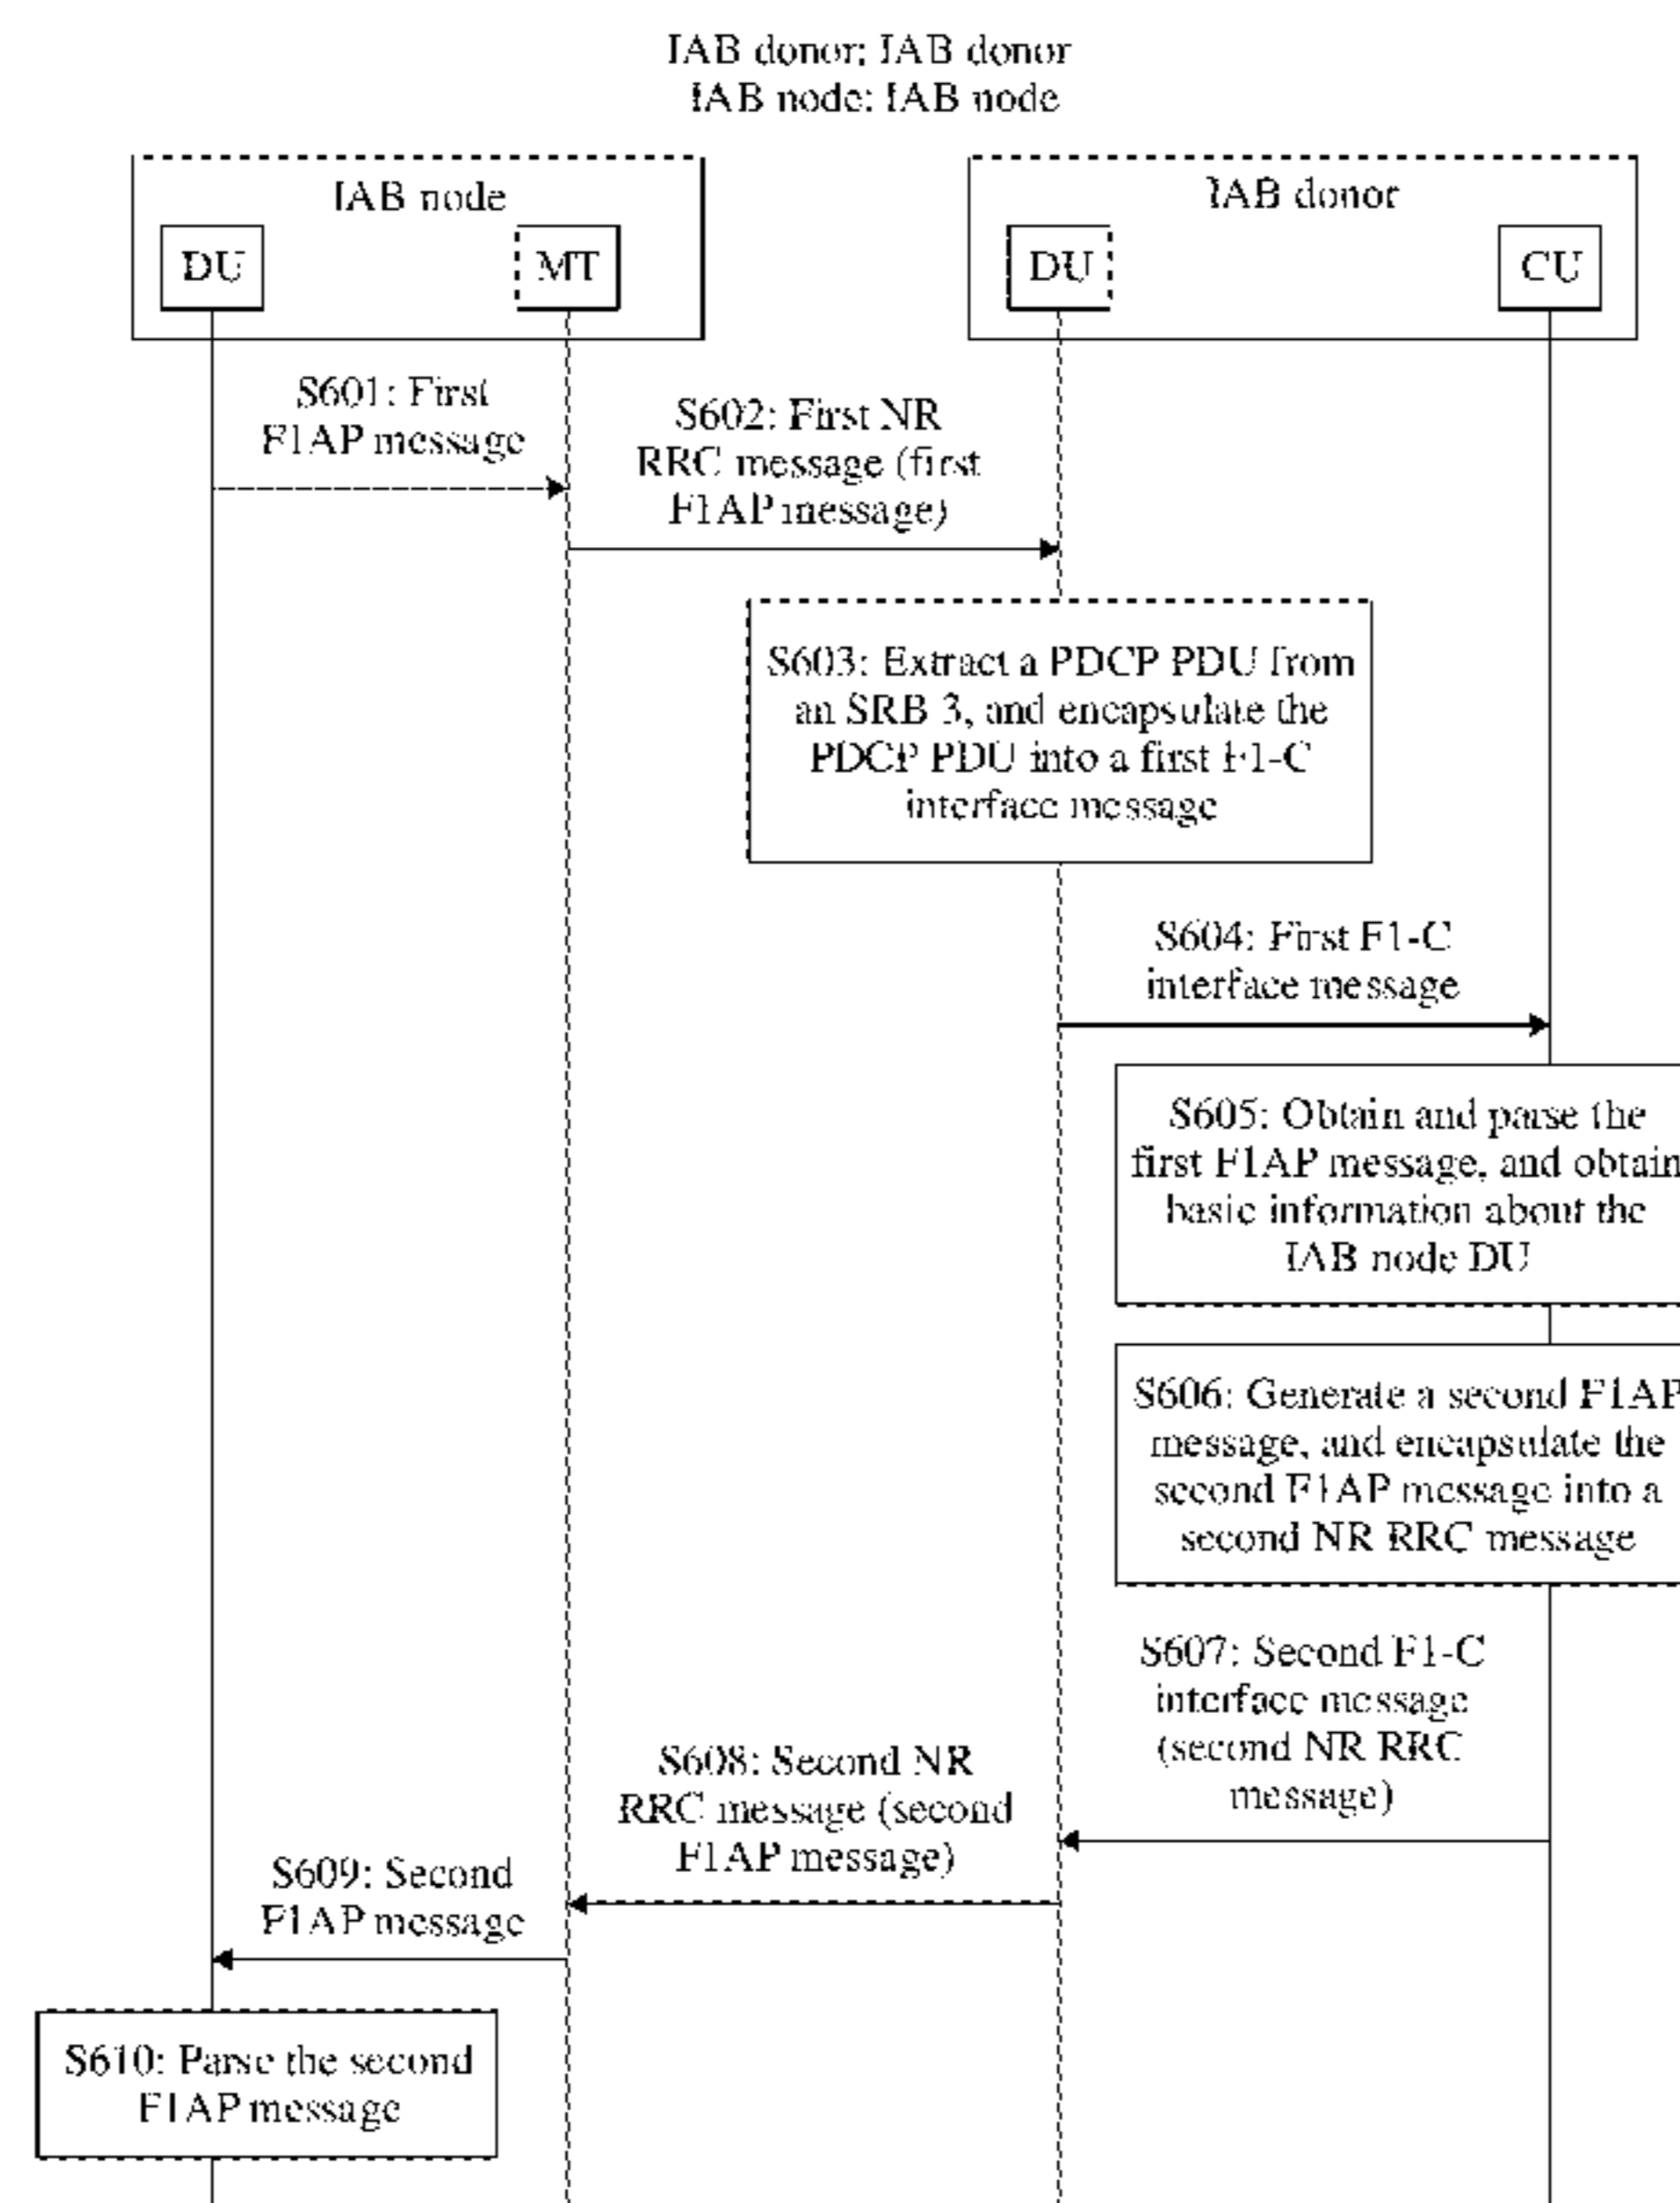 IAB donor: IAB donor
IAB node: IAB node
IAB node
IAB donor
DU
MT
DU
CU
S601: First
F1AP message
S602: First NR
RRC message (first
F1AP message)
S603: Extract a PDCP PDU from
an SRB 3, and encapsulate the
PDCP PDU into a first F1-C
interface message
S604: First F1-C
interface message
S605: Obtain and parse the
first F1AP message, and obtain
basic information about the
IAB node DU
S606: Generate a second F1AP
message, and encapsulate the
second F1AP message into a
second NR RRC message
S607: Second F1-C
interface message
(second NR RRC
message)
S608: Second NR
RRC message (second
F1AP message)
S609: Second
F1AP message
S610: Parse the second
F1AP message